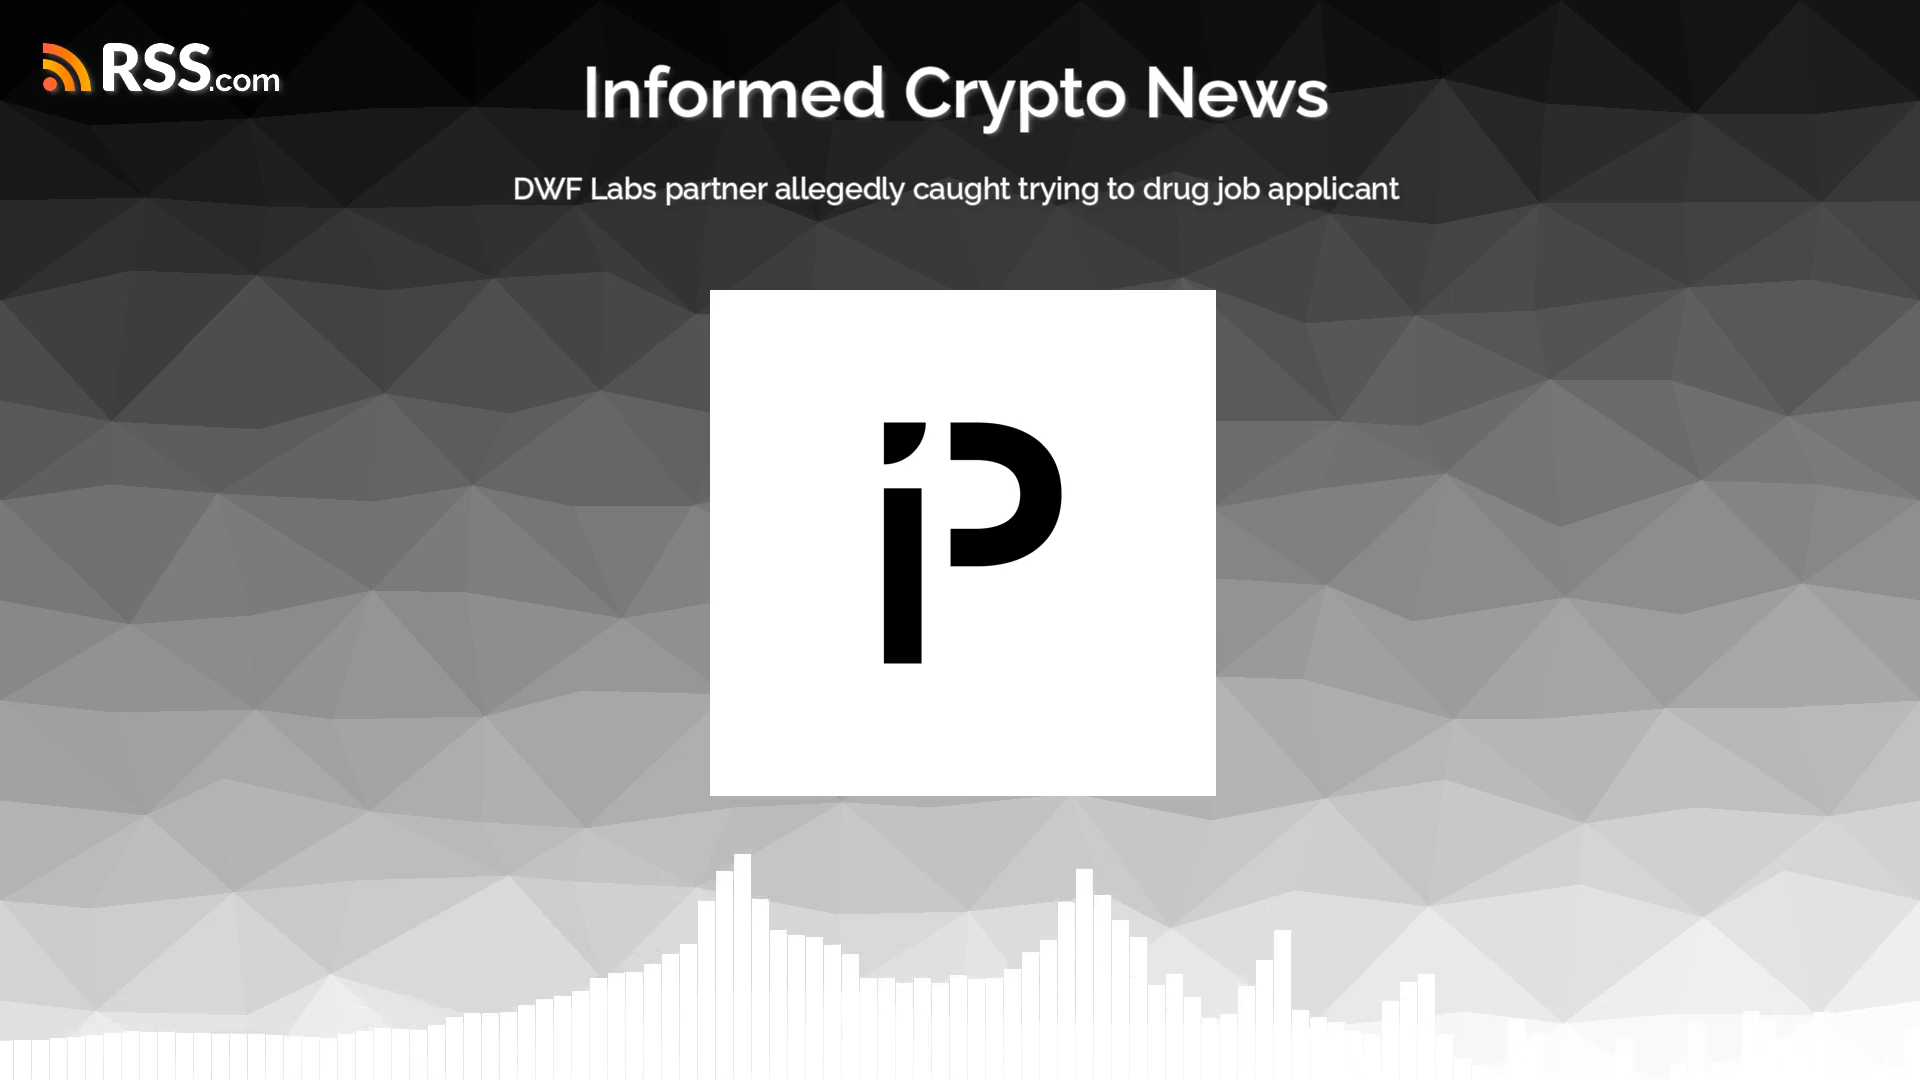 RSS.com
Informed Crypto News
DWF Labs partner allegedly caught trying to drug job applicant
iP